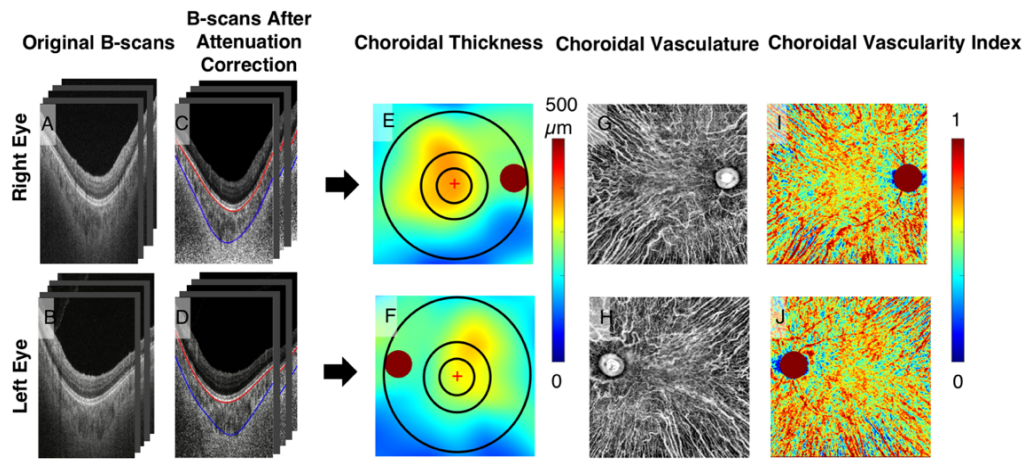 Original B-scans
B-scans After
Attenuation
Correction
Choroidal Thickness
Choroidal Vasculature
Choroidal Vascularity Index
Right Eye
A
C
E
500
µm
G
I
1
Left Eye
B
D
F
0
H
J
0